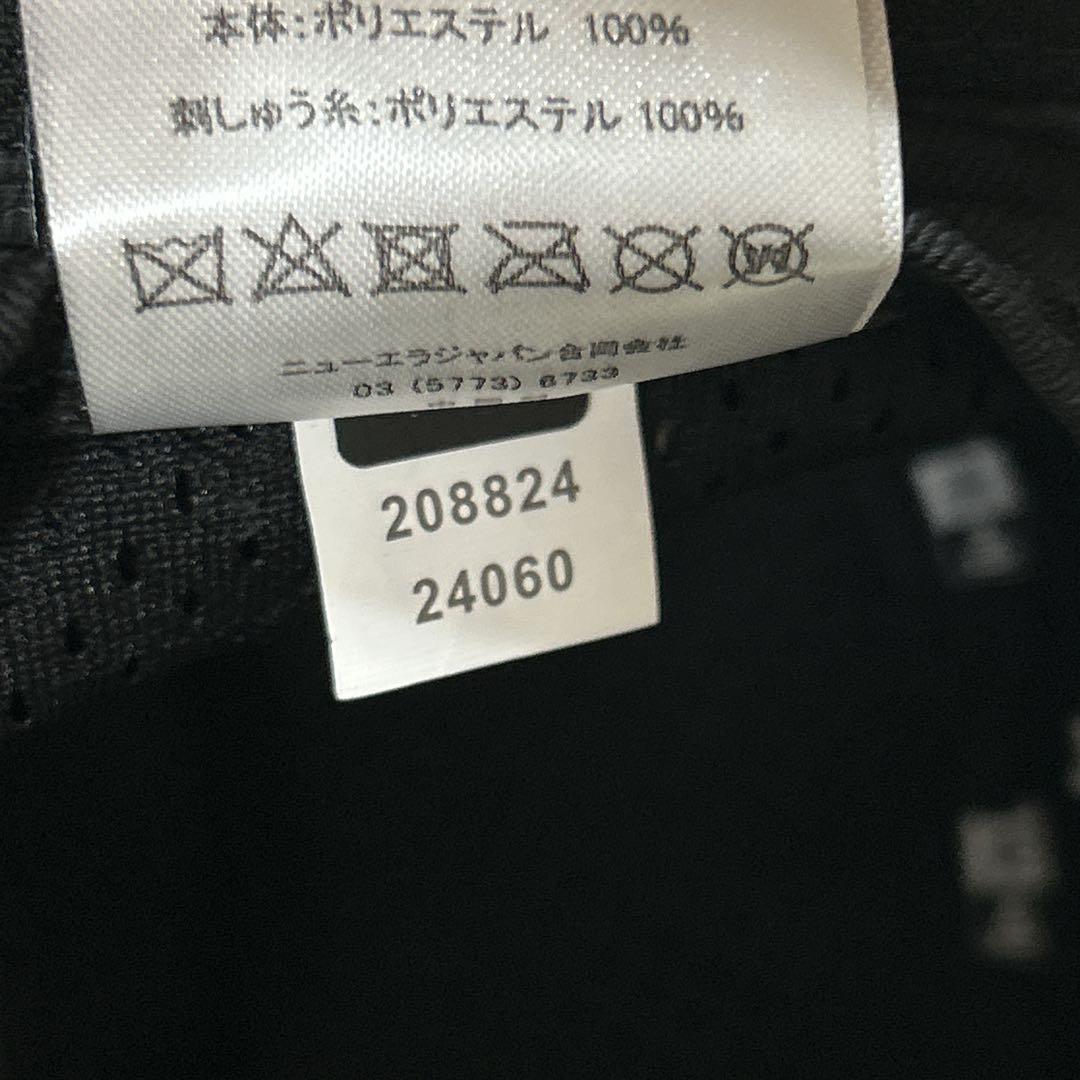 本体:ポリエステル 100%
刺しゅう糸:ポリエステル 100%
ニューエラジャパン合同会社
03 (5773) 8733
208824
24060